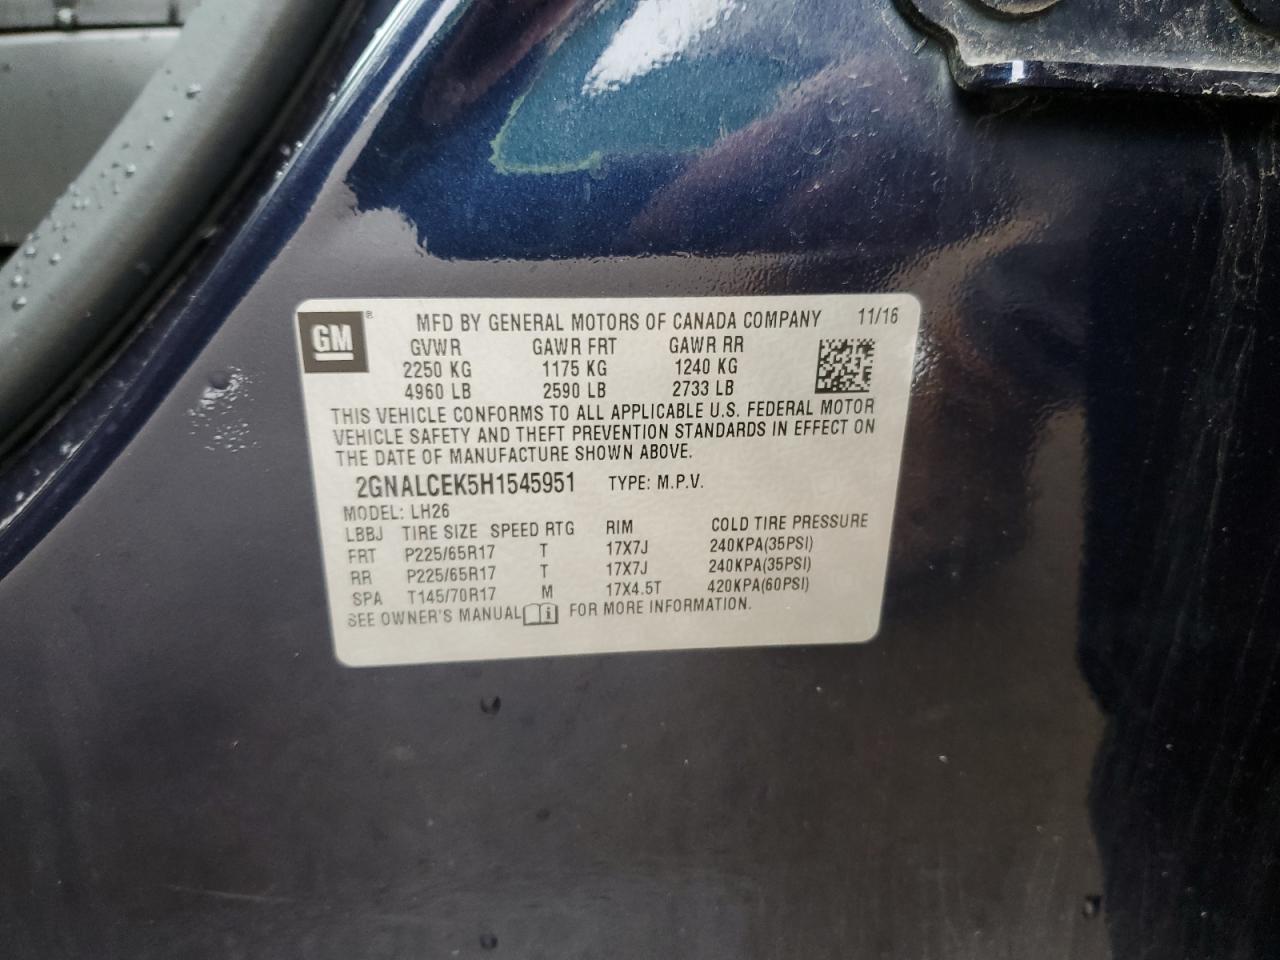 GM ® MFD BY GENERAL MOTORS OF CANADA COMPANY 11/16
GVWR GAWR FRT GAWR RR
2250 KG 1175 KG 1240 KG
4960 LB 2590 LB 2733 LB
THIS VEHICLE CONFORMS TO ALL APPLICABLE U.S. FEDERAL MOTOR
VEHICLE SAFETY AND THEFT PREVENTION STANDARDS IN EFFECT ON
THE DATE OF MANUFACTURE SHOWN ABOVE.
2GNALCEK5H1545951 TYPE: M.P.V.
MODEL: LH26
LBBJ TIRE SIZE SPEED RTG RIM COLD TIRE PRESSURE
FRT P225/65R17 T 17X7J 240KPA(35PSI)
RR P225/65R17 T 17X7J 240KPA(35PSI)
SPA T145/70R17 M 17X4.5T 420KPA(60PSI)
SEE OWNER'S MANUAL i FOR MORE INFORMATION.